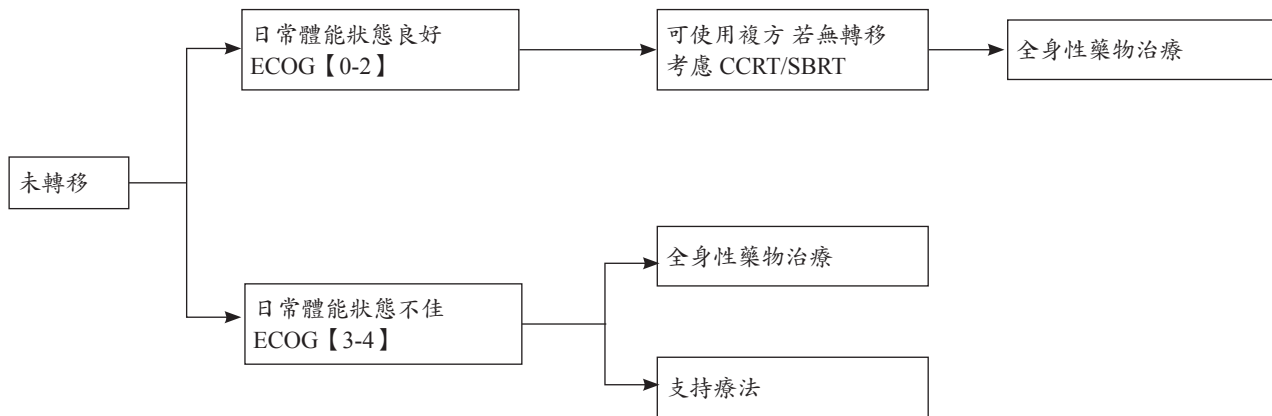 日常體能狀態良好
ECOG【0-2】
可使用複方 若無轉移
考慮 CCRT/SBRT
全身性藥物治療
未轉移
全身性藥物治療
日常體能狀態不佳
ECOG【3-4】
支持療法